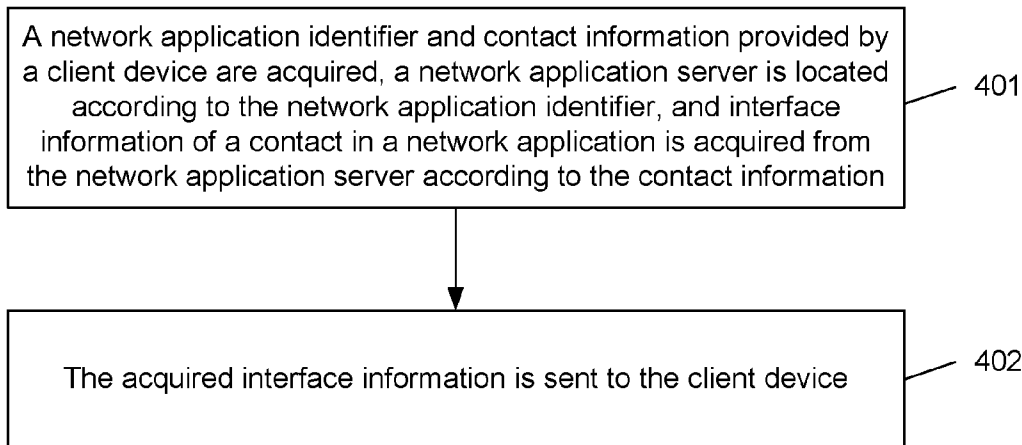 A network application identifier and contact information provided by
a client device are acquired, a network application server is located
according to the network application identifier, and interface
information of a contact in a network application is acquired from
the network application server according to the contact information
401
The acquired interface information is sent to the client device
402